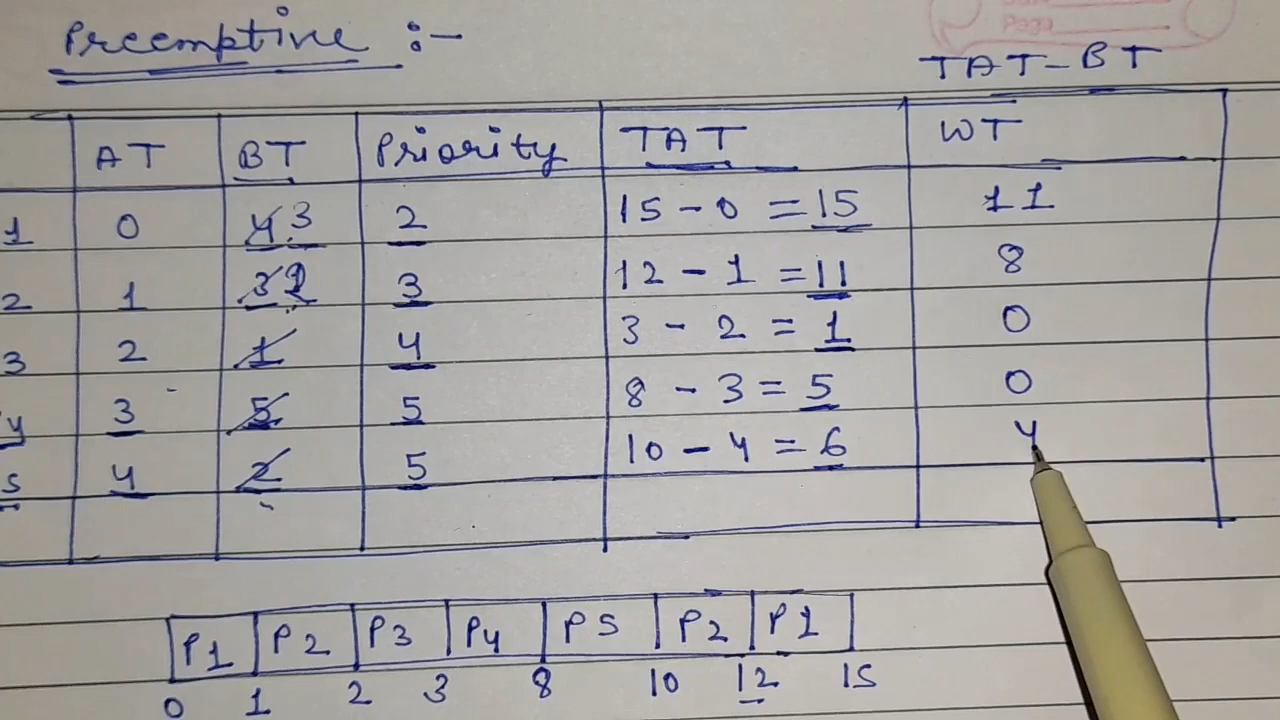 Page
Preemptive :-
TAT-BT
AT BT Priority TAT WT
1 0 4 3 2 15 - 0 = 15 11
2 1 3 2 3 12 - 1 = 11 8
3 2 1 4 3 - 2 = 1 0
4 3 5 5 8 - 3 = 5 0
5 4 2 5 10 - 4 = 6 4
P1 P2 P3 P4 P5 P2 P1
0 1 2 3 8 10 12 15